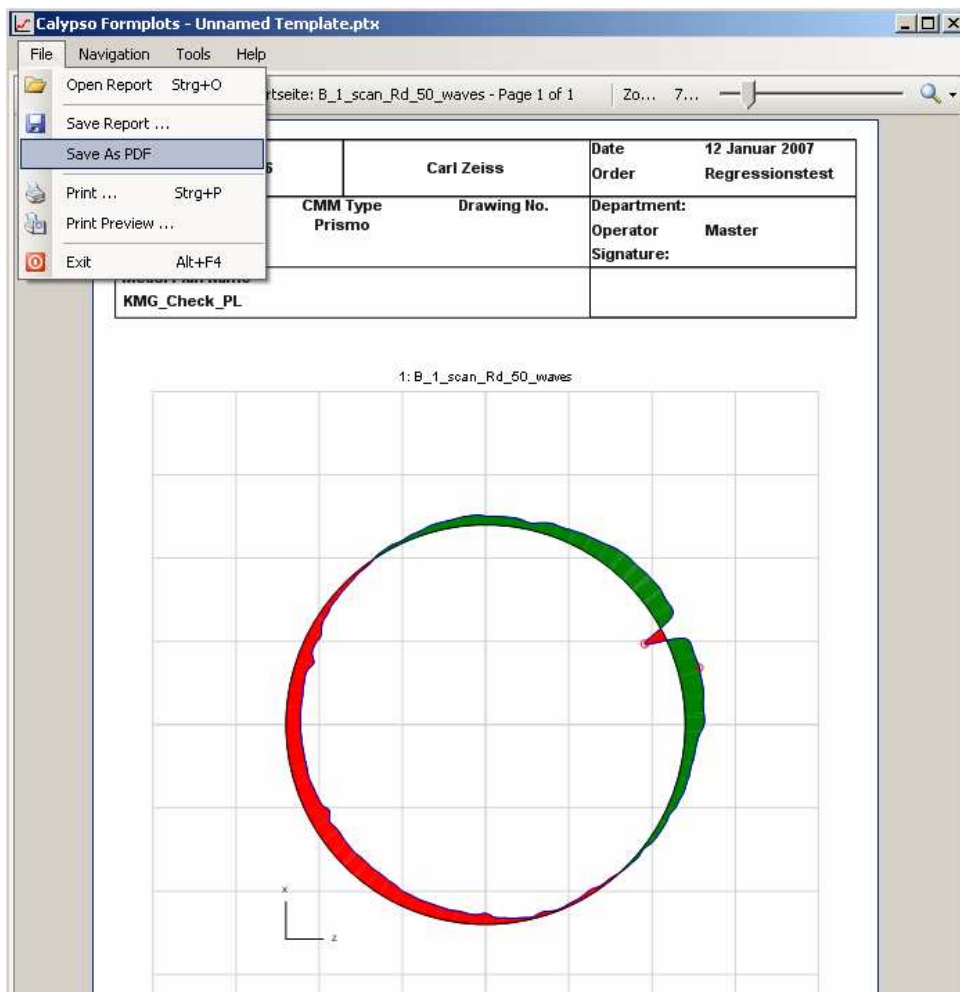 Calypso Formplots - Unnamed Template.ptx
File Navigation Tools Help
Open Report Strg+O
rtseite: B_1_scan_Rd_50_waves - Page 1 of 1 Zo... 7...
Save Report ...
Save As PDF
Print ... Strg+P
Print Preview ...
Exit Alt+F4
6 Carl Zeiss
Date 12 Januar 2007
Order Regressionstest
CMM Type Drawing No. Department:
Prismo
Operator Master
Signature:
KMG_Check_PL
1: B_1_scan_Rd_50_waves
x
z